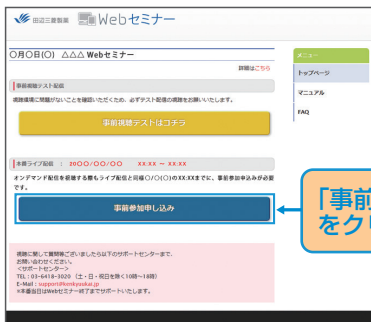 田辺三菱製薬 Webセミナー
○月○日(○) △△△ Webセミナー
詳細はこちら
事前視聴テスト配信
視聴環境に問題がないことを確認いただくため、必ずテスト配信の視聴をお願いいたします。
事前視聴テストはコチラ
本番ライブ配信 : 20○○/○○/○○ XX:XX ー XX:XX
オンデマンド配信を視聴する際もライブ配信と同様○/○(○)のXX:XXまでに、事前参加申込みが必要
です。
事前参加申し込み
視聴に関して質問等ございましたら以下のサポートセンターまで、
お問い合わせください。
<サポートセンター>
TEL : 03-6418-3020 (土・日・祝日を除く10時〜18時)
E-Mail : support@kenkyuukai.jp
※本番当日はWebセミナー終了までサポートいたします。
メニュー
トップページ
マニュアル
FAQ
「事前
をクリ